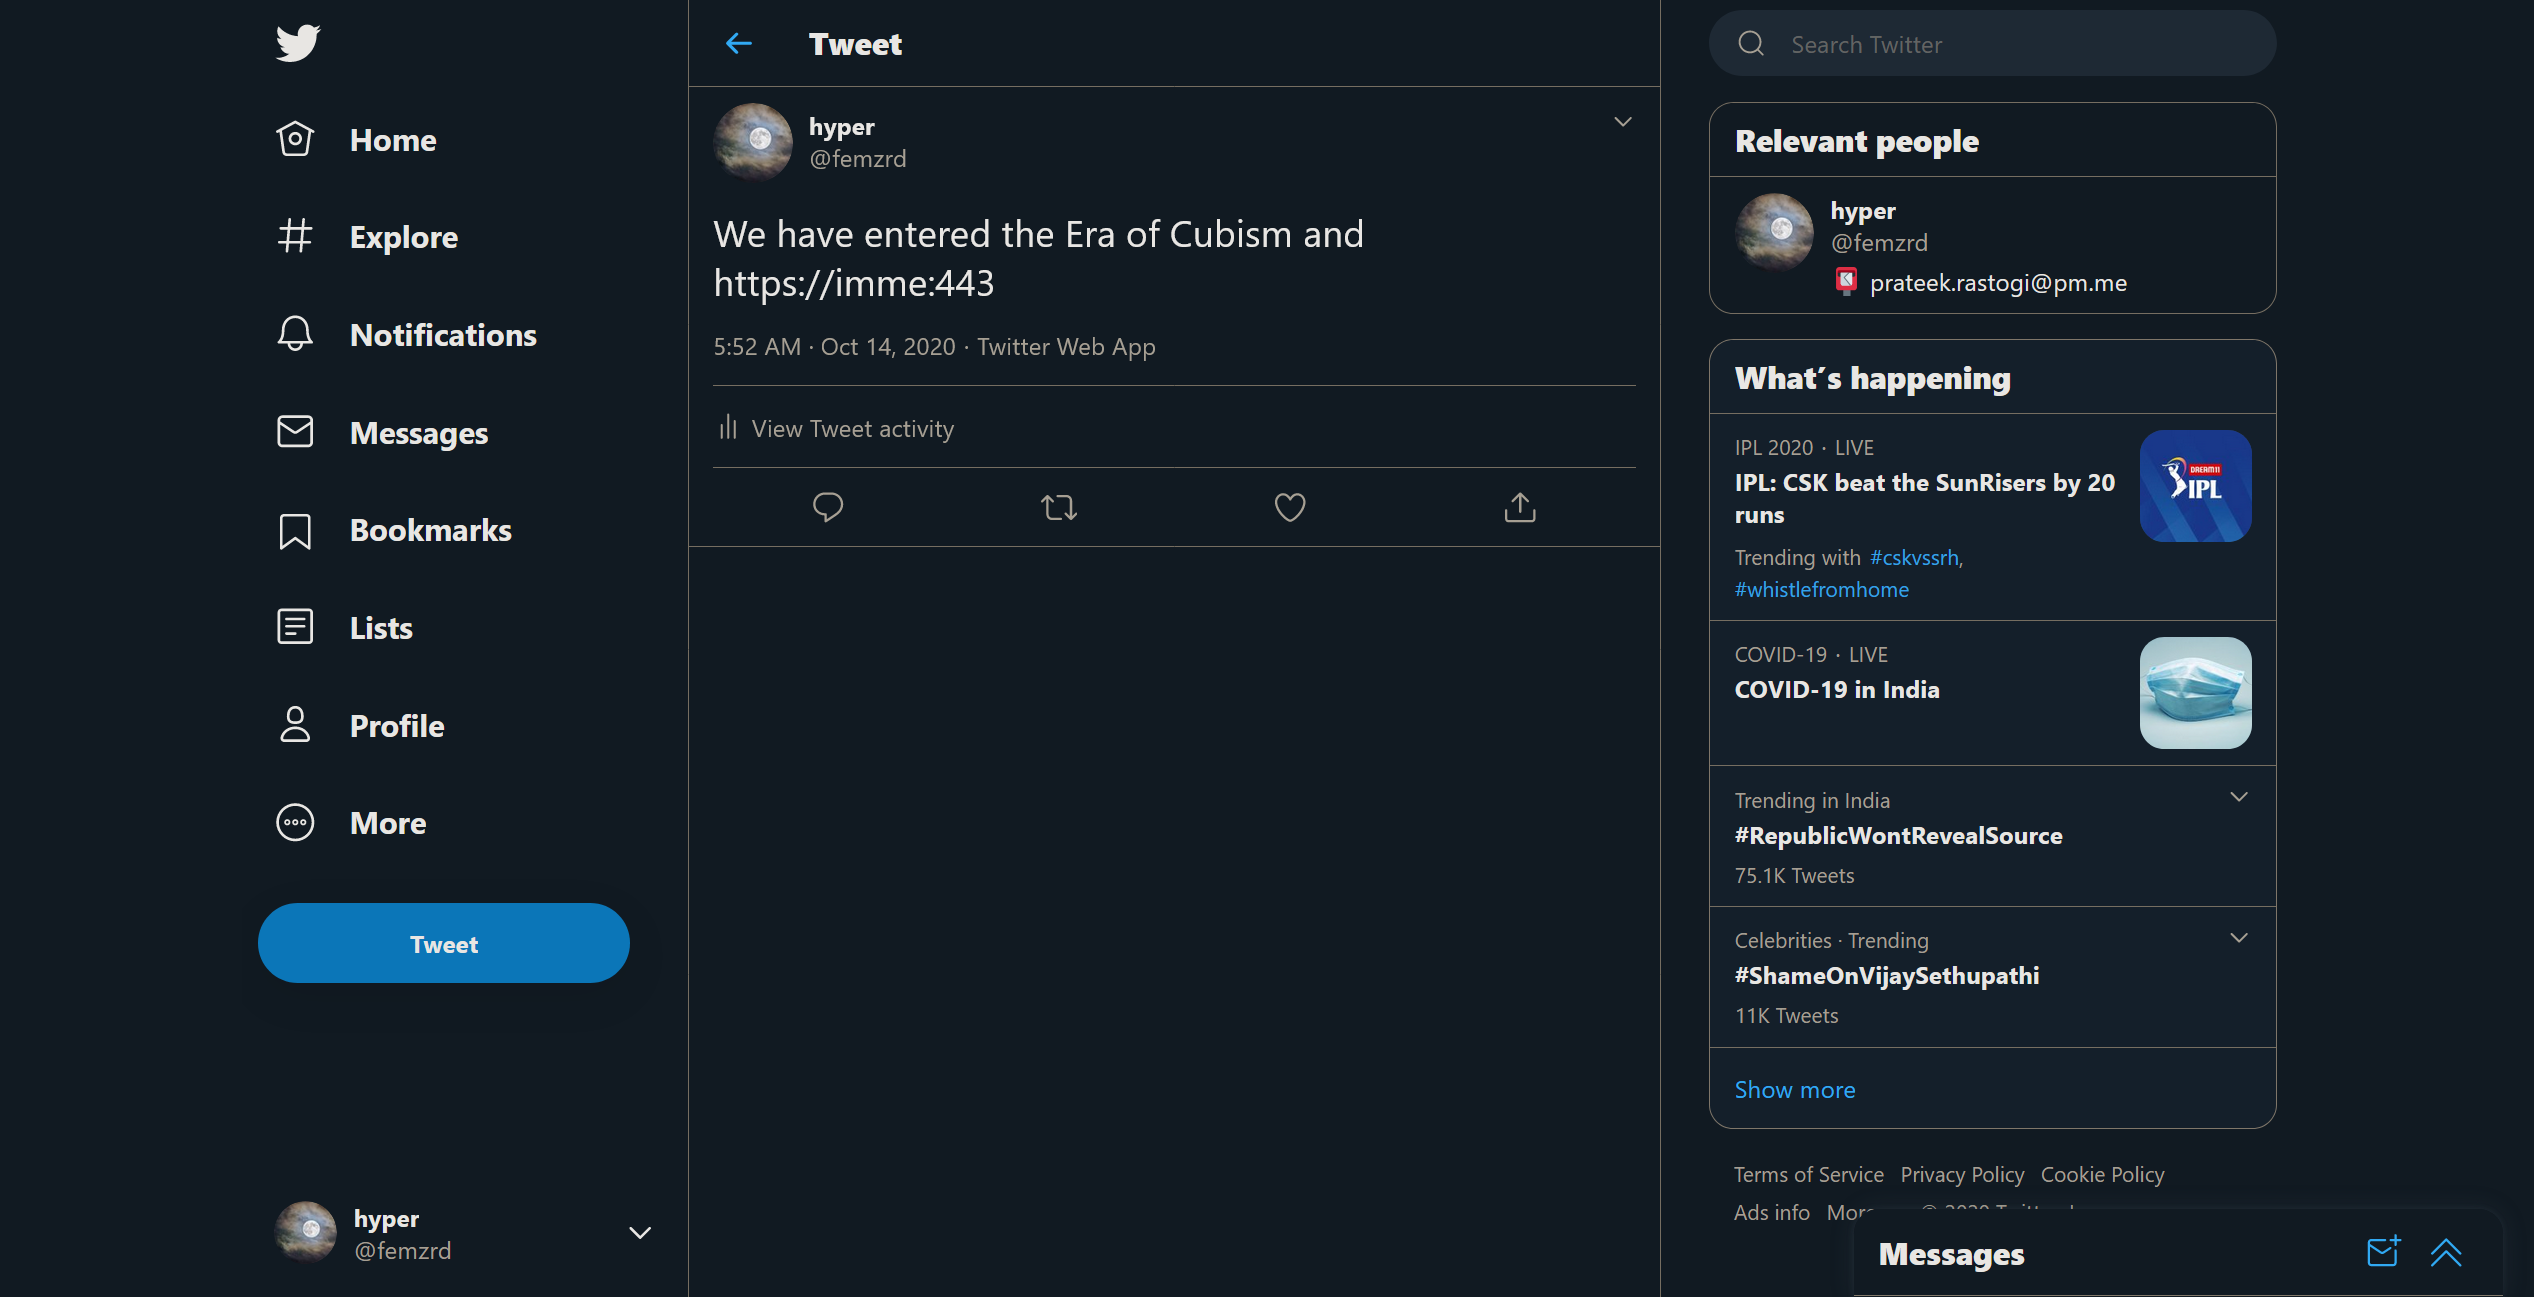 Home
Explore
Notifications
Messages
Bookmarks
Lists
Profile
More
Tweet
hyper
@femzrd
Tweet
hyper
@femzrd
We have entered the Era of Cubism and
https://imme:443
5:52 AM · Oct 14, 2020 · Twitter Web App
View Tweet activity
Search Twitter
Relevant people
hyper
@femzrd
prateek.rastogi@pm.me
What's happening
IPL 2020 · LIVE
IPL: CSK beat the SunRisers by 20
runs
Trending with #cskvssrh,
#whistlefromhome
DREAM11
IPL
COVID-19 · LIVE
COVID-19 in India
Trending in India
#RepublicWontRevealSource
75.1K Tweets
Celebrities · Trending
#ShameOnVijaySethupathi
11K Tweets
Show more
Terms of Service Privacy Policy Cookie Policy
Ads info More © 2020 Twitter
Messages